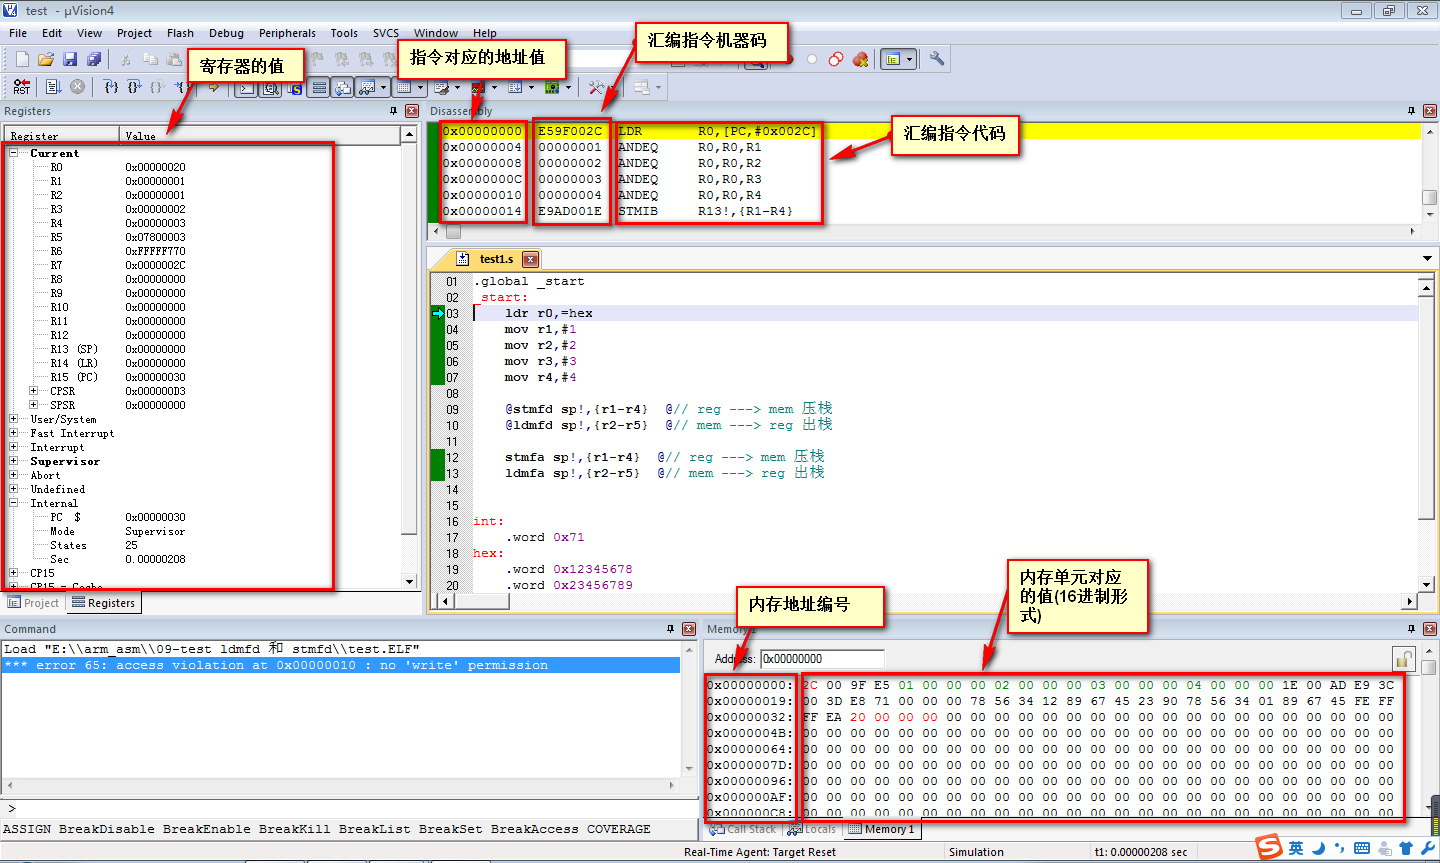 test - µVision4
File Edit View Project Flash Debug Peripherals Tools SVCS Window Help
寄存器的值
指令对应的地址值
汇编指令机器码
RST
Registers
Register Value
Current
R0 0x00000020
R1 0x00000001
R2 0x00000001
R3 0x00000002
R4 0x00000003
R5 0x07800003
R6 0xFFFFF770
R7 0x0000002C
R8 0x00000000
R9 0x00000000
R10 0x00000000
R11 0x00000000
R12 0x00000000
R13 (SP) 0x00000000
R14 (LR) 0x00000000
R15 (PC) 0x00000030
CPSR 0x000000D3
SPSR 0x00000000
User/System
Fast Interrupt
Interrupt
Supervisor
Abort
Undefined
Internal
PC $ 0x00000030
Mode Supervisor
States 25
Sec 0.00000208
CP15
CP15 - Cache
Project Registers
Disassembly
0x00000000 E59F002C LDR R0,[PC,#0x002C]
0x00000004 00000001 ANDEQ R0,R0,R1
0x00000008 00000002 ANDEQ R0,R0,R2
0x0000000C 00000003 ANDEQ R0,R0,R3
0x00000010 00000004 ANDEQ R0,R0,R4
0x00000014 E9AD001E STMIB R13!,{R1-R4}
汇编指令代码
test1.s
01 .global _start
02 _start:
03 ldr r0,=hex
04 mov r1,#1
05 mov r2,#2
06 mov r3,#3
07 mov r4,#4
08
09 @stmfd sp!,{r1-r4} @// reg ---> mem 压栈
10 @ldmfd sp!,{r2-r5} @// mem ---> reg 出栈
11
12 stmfa sp!,{r1-r4} @// reg ---> mem 压栈
13 ldmfa sp!,{r2-r5} @// mem ---> reg 出栈
14
15
16 int:
17 .word 0x71
18 hex:
19 .word 0x12345678
20 .word 0x23456789
内存地址编号
内存单元对应
的值(16进制形
式)
Command
Load "E:\\arm_asm\\09-test ldmfd 和 stmfd\\test.ELF"
*** error 65: access violation at 0x00000010 : no 'write' permission
>
ASSIGN BreakDisable BreakEnable BreakKill BreakList BreakSet BreakAccess COVERAGE
Memory 1
Address: 0x00000000
0x00000000: 2C 00 9F E5 01 00 00 00 02 00 00 00 03 00 00 00 04 00 00 00 1E 00 AD E9 3C
0x00000019: 00 3D E8 71 00 00 00 78 56 34 12 89 67 45 23 90 78 56 34 01 89 67 45 FE FF
0x00000032: FF EA 20 00 00 00 00 00 00 00 00 00 00 00 00 00 00 00 00 00 00 00 00 00 00
0x0000004B: 00 00 00 00 00 00 00 00 00 00 00 00 00 00 00 00 00 00 00 00 00 00 00 00 00
0x00000064: 00 00 00 00 00 00 00 00 00 00 00 00 00 00 00 00 00 00 00 00 00 00 00 00 00
0x0000007D: 00 00 00 00 00 00 00 00 00 00 00 00 00 00 00 00 00 00 00 00 00 00 00 00 00
0x00000096: 00 00 00 00 00 00 00 00 00 00 00 00 00 00 00 00 00 00 00 00 00 00 00 00 00
0x000000AF: 00 00 00 00 00 00 00 00 00 00 00 00 00 00 00 00 00 00 00 00 00 00 00 00 00
0x000000C8: 00 00 00 00 00 00 00 00 00 00 00 00 00 00 00 00 00 00 00 00 00 00 00 00 00
Call Stack Locals Memory 1
英
Real-Time Agent: Target Reset Simulation t1: 0.00000208 sec